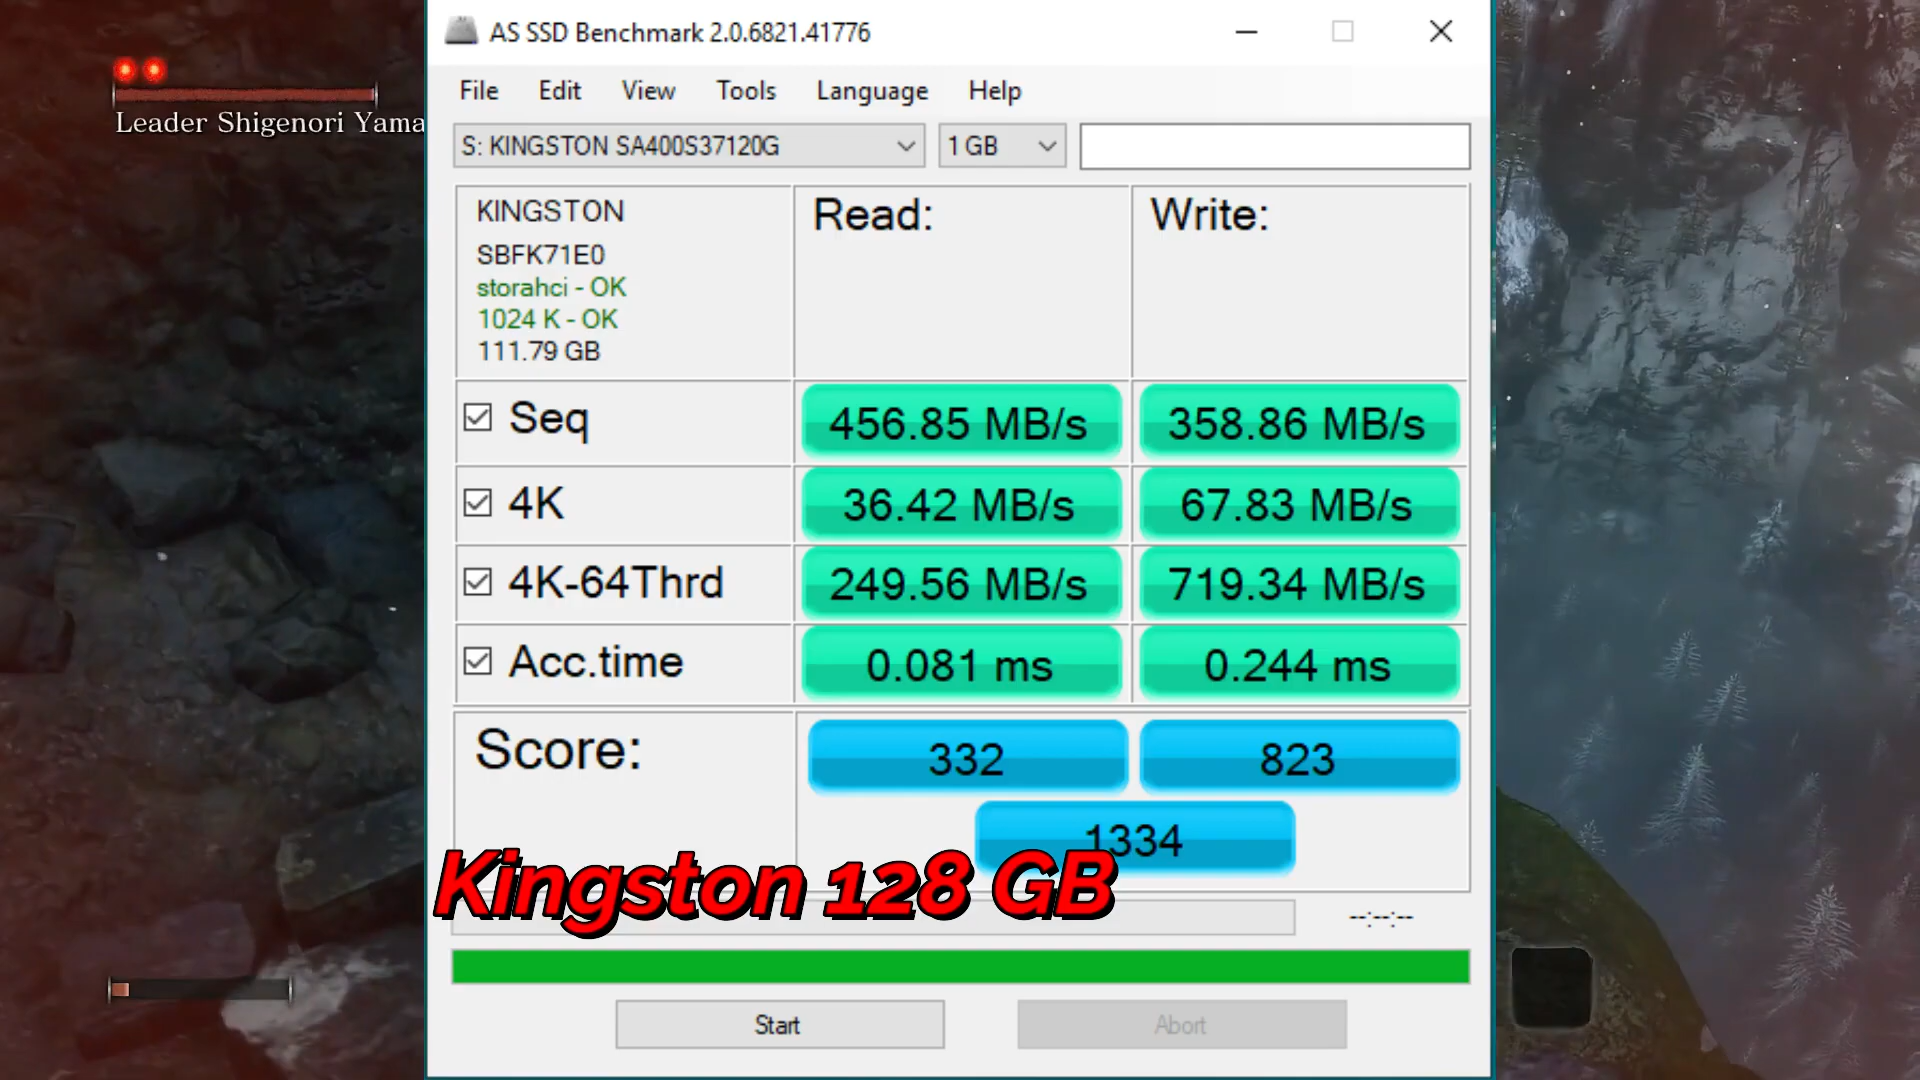 AS SSD Benchmark 2.0.6821.41776
File Edit View Tools Language Help
Leader Shigenori Yama
S: KINGSTON SA400S37120G 1 GB
KINGSTON
SBFK71E0
storahci - OK
1024 K - OK
111.79 GB
Read: Write:
Seq 456.85 MB/s 358.86 MB/s
4K 36.42 MB/s 67.83 MB/s
4K-64Thrd 249.56 MB/s 719.34 MB/s
Acc.time 0.081 ms 0.244 ms
Score: 332 823
1334
Kingston 128 GB
--:--:--
Start Abort